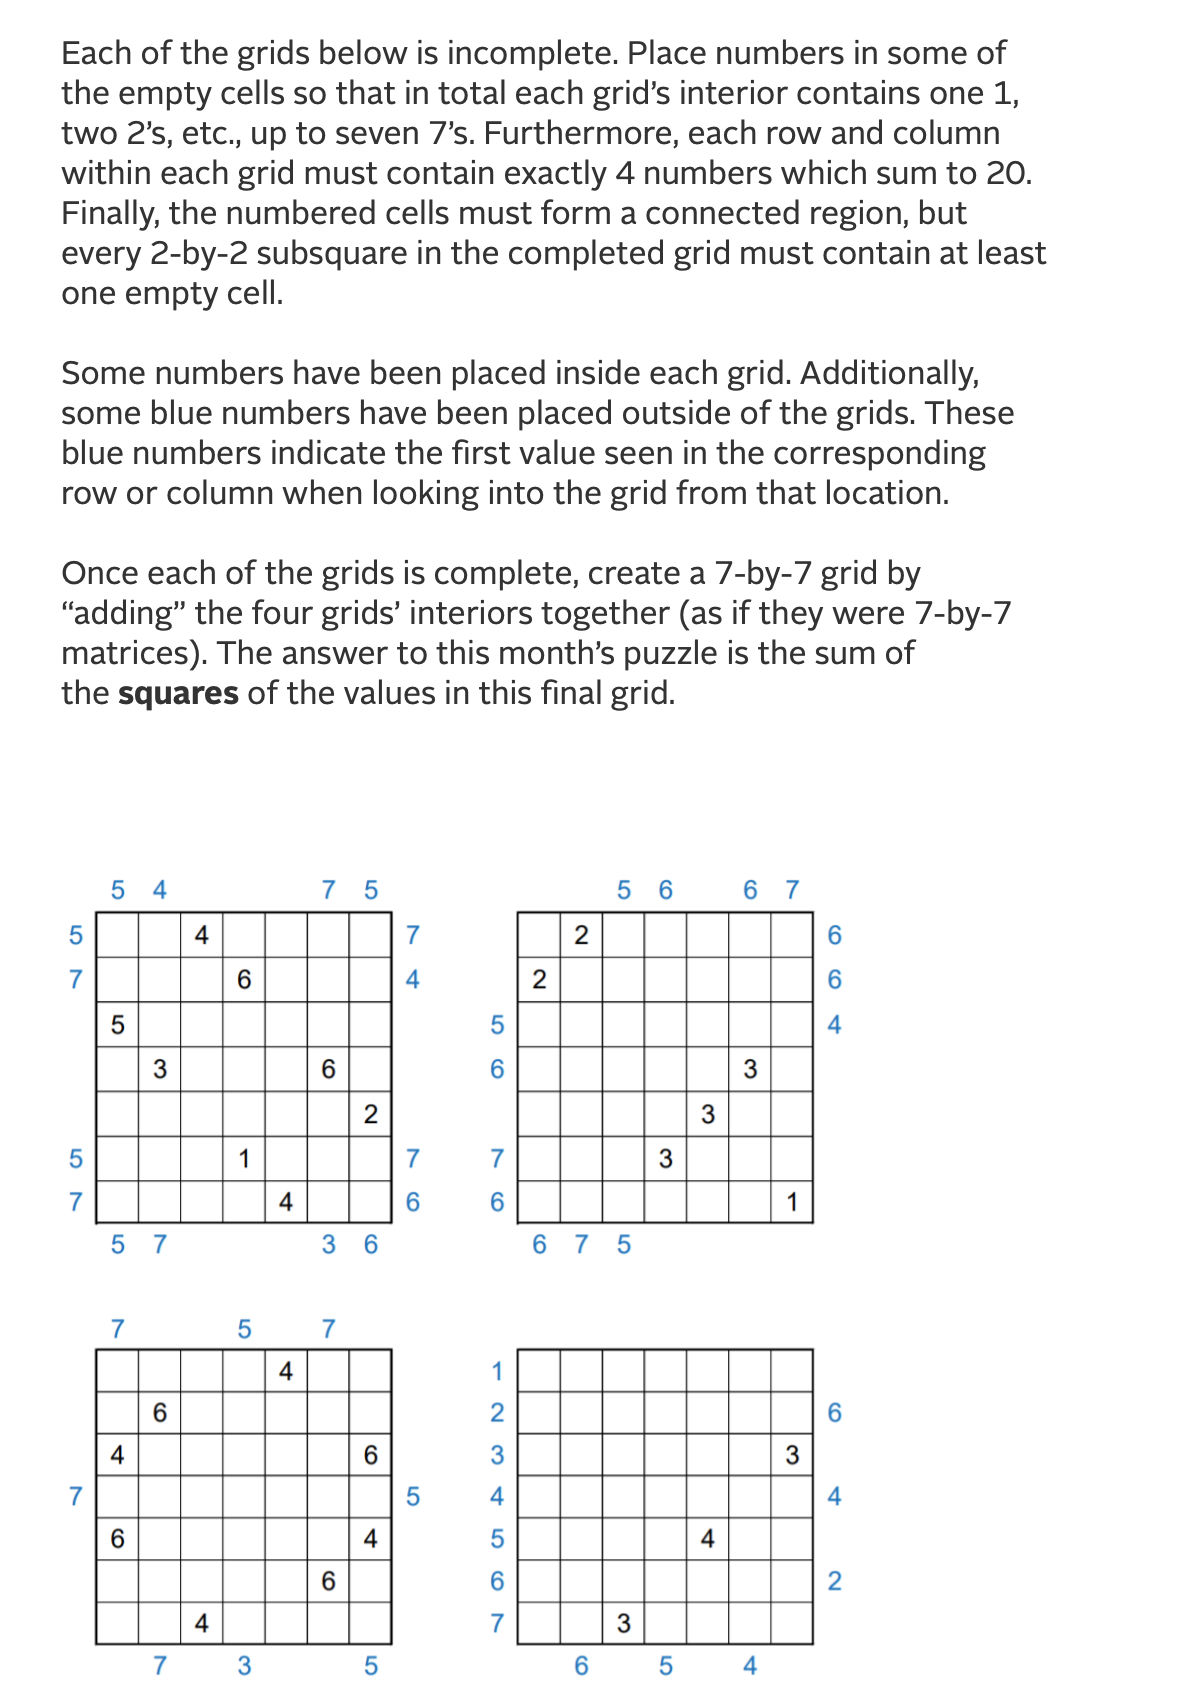 Each of the grids below is incomplete. Place numbers in some of
the empty cells so that in total each grid’s interior contains one 1,
two 2’s, etc., up to seven 7’s. Furthermore, each row and column
within each grid must contain exactly 4 numbers which sum to 20.
Finally, the numbered cells must form a connected region, but
every 2-by-2 subsquare in the completed grid must contain at least
one empty cell.
Some numbers have been placed inside each grid. Additionally,
some blue numbers have been placed outside of the grids. These
blue numbers indicate the first value seen in the corresponding
row or column when looking into the grid from that location.
Once each of the grids is complete, create a 7-by-7 grid by
“adding” the four grids’ interiors together (as if they were 7-by-7
matrices). The answer to this month’s puzzle is the sum of
the squares of the values in this final grid.
5 4 7 5
5 4 7
7 6 4
5
3 6
2
5 1 7
7 4 6
5 7 3 6
5 6 6 7
2 6
2 6
5 4
6 3
3
7 3
6 1
6 7 5
7 5 7
4
6
4 6
7 5
6 4
6
4
7 3 5
1
2 6
3 3
4 4
5 4
6 2
7 3
6 5 4